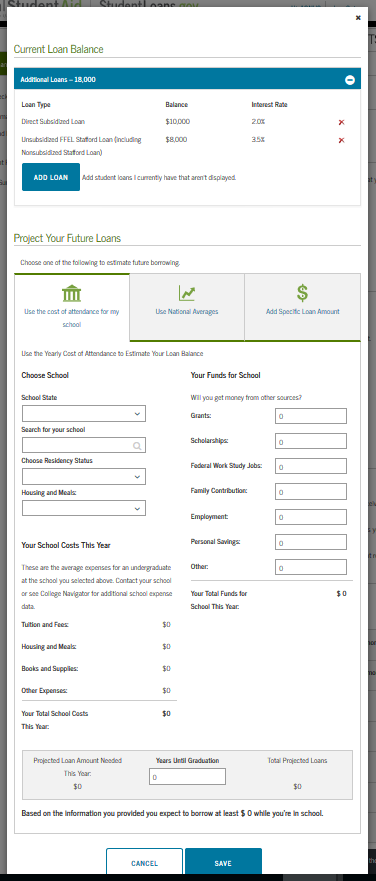 StudentAid StudentLoans.gov
×
Current Loan Balance
Additional Loans – 18,000
Loan Type Balance Interest Rate
Direct Subsidized Loan $10,000 2.0%
Unsubsidized FFEL Stafford Loan (including $8,000 3.5%
Nonsubsidized Stafford Loan)
ADD LOAN Add student loans I currently have that aren't displayed.
Project Your Future Loans
Choose one of the following to estimate future borrowing.
Use the cost of attendance for my Use National Averages Add Specific Loan Amount
school
Use the Yearly Cost of Attendance to Estimate Your Loan Balance
Choose School Your Funds for School
School State Will you get money from other sources?
Grants: 0
Search for your school
Scholarships: 0
Choose Residency Status
Federal Work Study Jobs: 0
Housing and Meals:
Family Contribution: 0
Employment: 0
Personal Savings: 0
Your School Costs This Year
These are the average expenses for an undergraduate Other: 0
at the school you selected above. Contact your school
or see College Navigator for additional school expense Your Total Funds for $ 0
data. School This Year:
Tuition and Fees: $0
Housing and Meals: $0
Books and Supplies: $0
Other Expenses: $0
Your Total School Costs $0
This Year:
Projected Loan Amount Needed Years Until Graduation Total Projected Loans
This Year:
$0 0 $0
Based on the information you provided you expect to borrow at least $ 0 while you're in school.
CANCEL SAVE